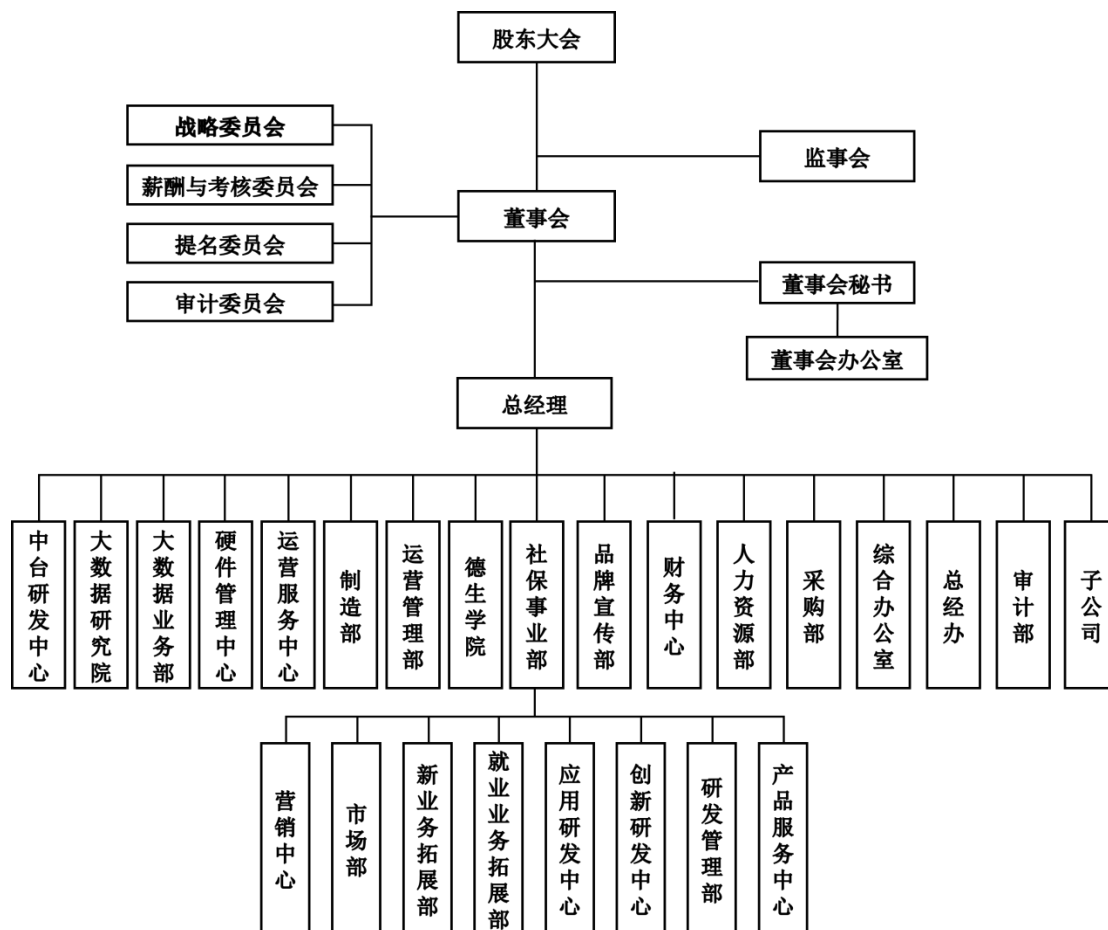 股东大会
战略委员会
监事会
薪酬与考核委员会
董事会
提名委员会
审计委员会
董事会秘书
董事会办公室
总经理
中台研发中心
大数据研究院
大数据业务部
硬件管理中心
运营服务中心
制造部
运营管理部
德生学院
社保事业部
品牌宣传部
财务中心
人力资源部
采购部
综合办公室
总经办
审计部
子公司
营销中心
市场部
新业务拓展部
就业业务拓展部
应用研发中心
创新研发中心
研发管理部
产品服务中心